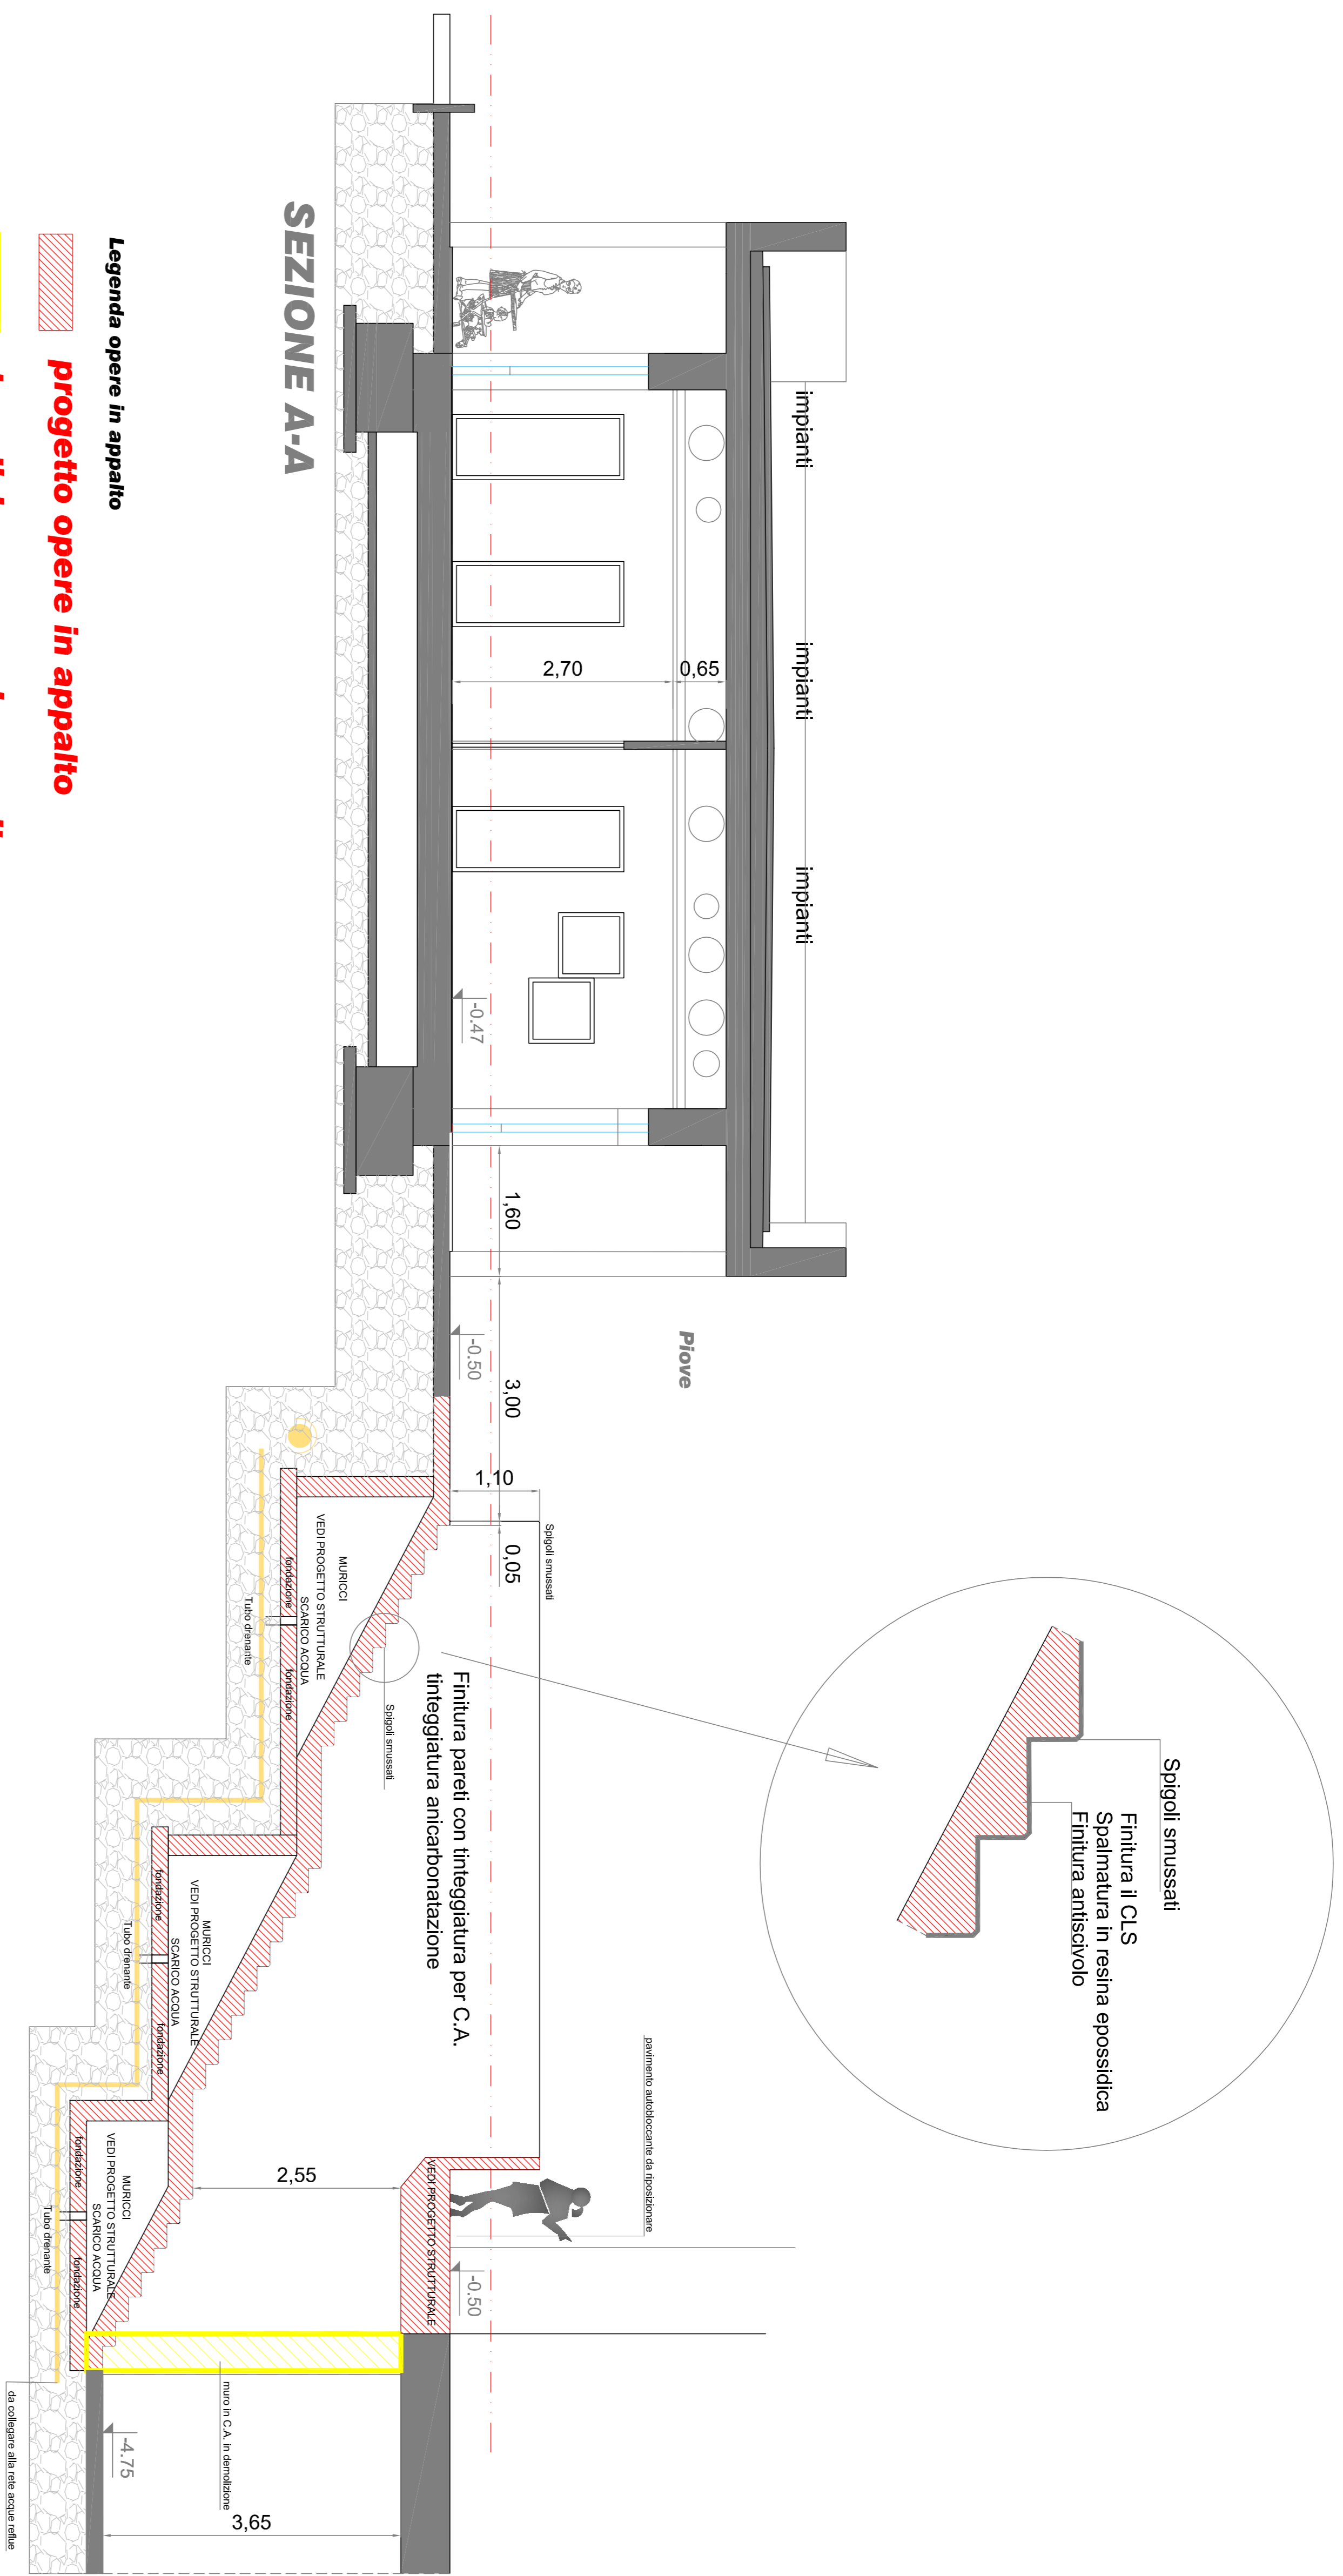 impianti
impianti
impianti
2,70
0,65
-0.47
1,60
-0.50
3,00
Piove
1,10
0,05
Spigoli smussati
Spigoli smussati
Finitura il CLS
Spalmatura in resina epossidica
Finitura antiscivolo
Finitura pareti con tinteggiatura per C.A.
tinteggiatura anicarbonatazione
Spigoli smussati
pavimento autobloccante da riposizionare
VEDI PROGETTO STRUTTURALE
-0.50
2,55
MURICCI
VEDI PROGETTO STRUTTURALE
SCARICO ACQUA
fondazione
fondazione
Tubo drenante
MURICCI
VEDI PROGETTO STRUTTURALE
SCARICO ACQUA
fondazione
fondazione
Tubo drenante
MURICCI
VEDI PROGETTO STRUTTURALE
SCARICO ACQUA
fondazione
fondazione
Tubo drenante
muro in C.A. in demolizione
-4.75
3,65
da collegare alla rete acque reflue
SEZIONE A-A
Legenda opere in appalto
progetto opere in appalto